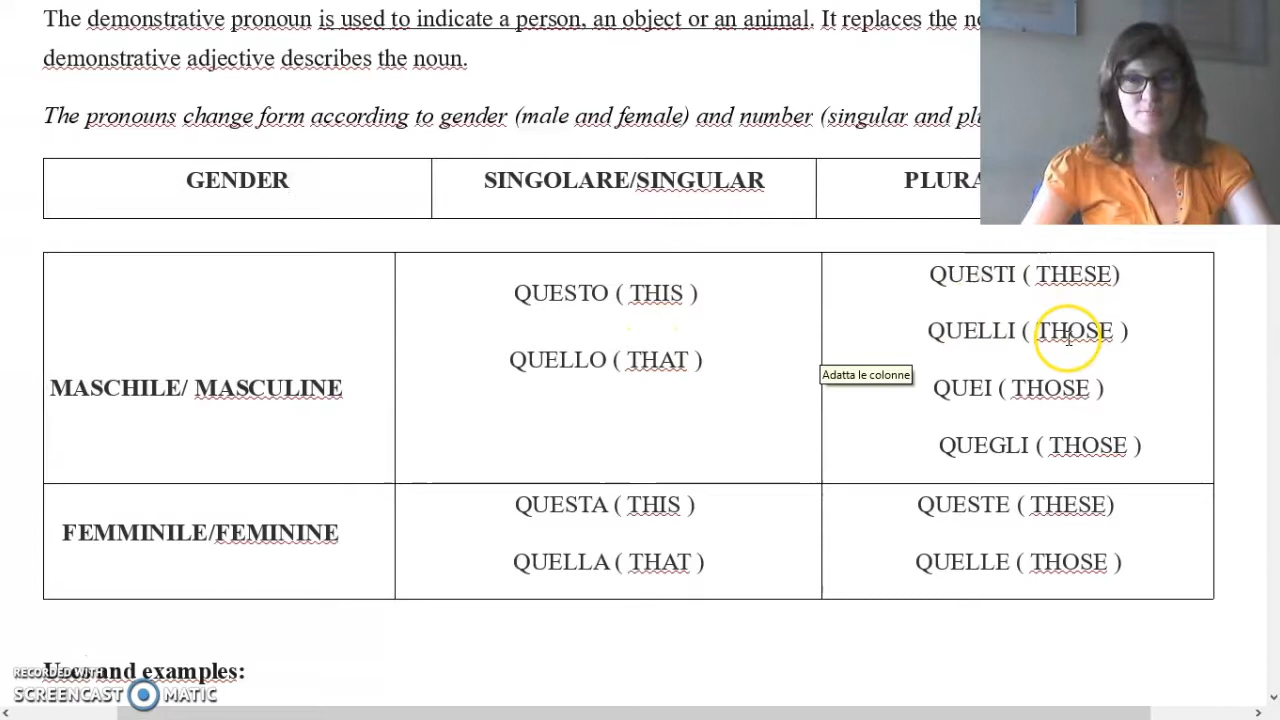 The demonstrative pronoun is used to indicate a person, an object or an animal. It replaces the
demonstrative adjective describes the noun.
The pronouns change form according to gender (male and female) and number (singular and
GENDER SINGOLARE/SINGULAR
MASCHILE/ MASCULINE
QUESTO ( THIS )
QUELLO ( THAT )
QUESTI ( THESE)
QUELLI ( THOSE )
QUEI ( THOSE )
QUEGLI ( THOSE )
Adatta le colonne
FEMMINILE/FEMININE
QUESTA ( THIS )
QUELLA ( THAT )
QUESTE ( THESE)
QUELLE ( THOSE )
Uses and examples:
RECORDED WITH
SCREENCAST MATIC